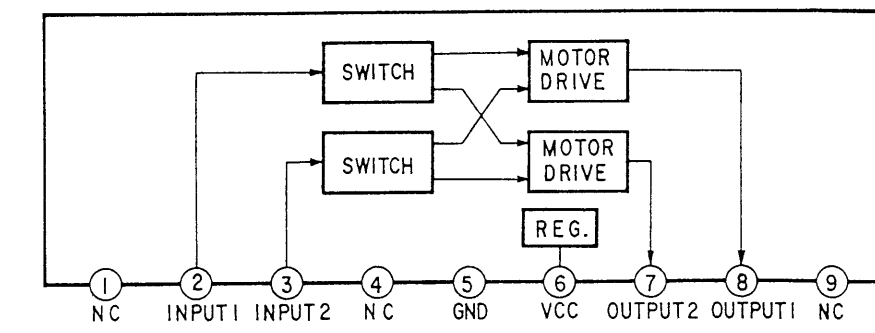 SWITCH
MOTOR
DRIVE
SWITCH
MOTOR
DRIVE
REG.
1 2 3 4 5 6 7 8 9
NC INPUT1 INPUT2 NC GND VCC OUTPUT2 OUTPUT1 NC